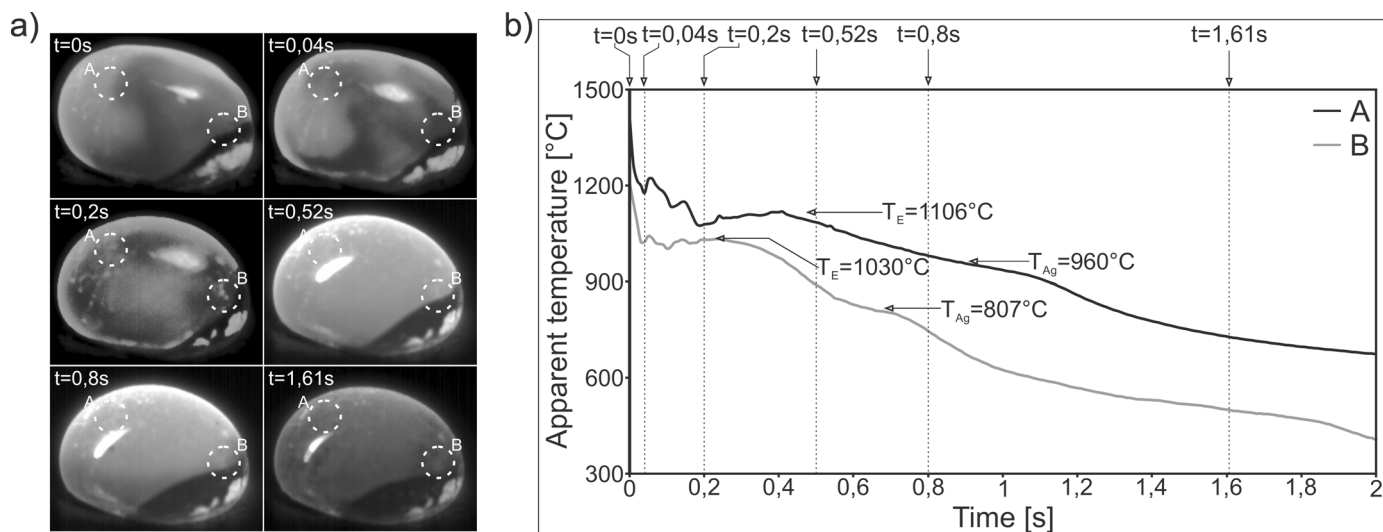 a)
t=0s
A
B
t=0,04s
A
B
t=0,2s
A
B
t=0,52s
A
B
t=0,8s
A
B
t=1,61s
A
B
b)
t=0s t=0,04s t=0,2s t=0,52s t=0,8s t=1,61s
Apparent temperature [°C]
1500
1200
900
600
300
A
B
T_E=1106°C
T_E=1030°C
T_Ag=960°C
T_Ag=807°C
0 0,2 0,4 0,6 0,8 1 1,2 1,4 1,6 1,8 2
Time [s]